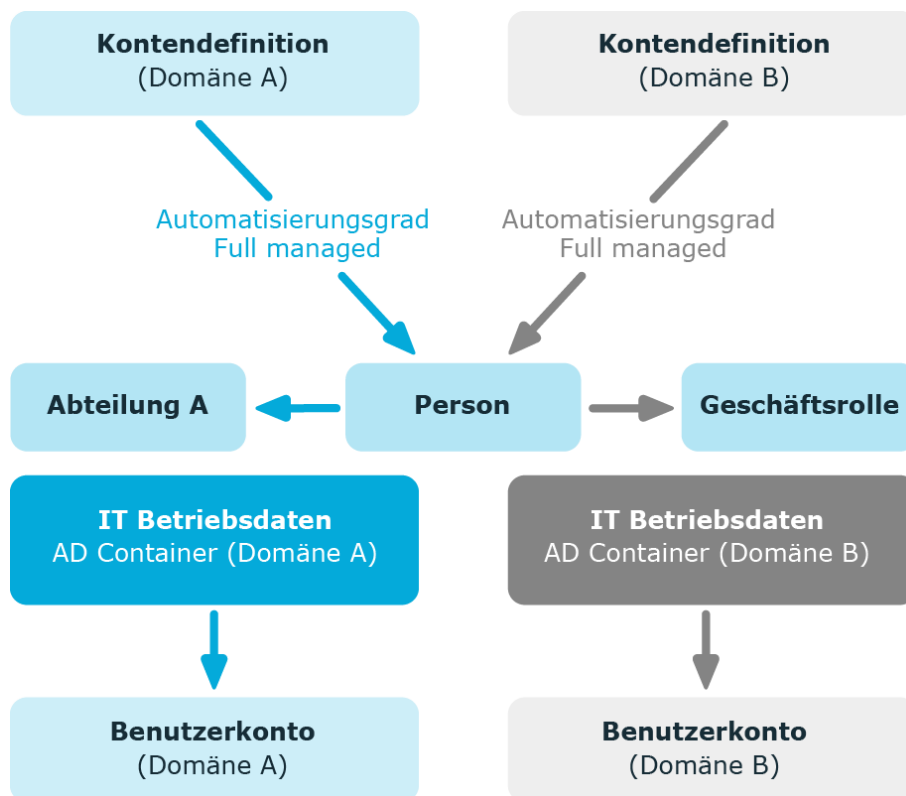 Kontendefinition
(Domäne A)
Kontendefinition
(Domäne B)
Automatisierungsgrad
Full managed
Automatisierungsgrad
Full managed
Abteilung A
Person
Geschäftsrolle
IT Betriebsdaten
AD Container (Domäne A)
IT Betriebsdaten
AD Container (Domäne B)
Benutzerkonto
(Domäne A)
Benutzerkonto
(Domäne B)